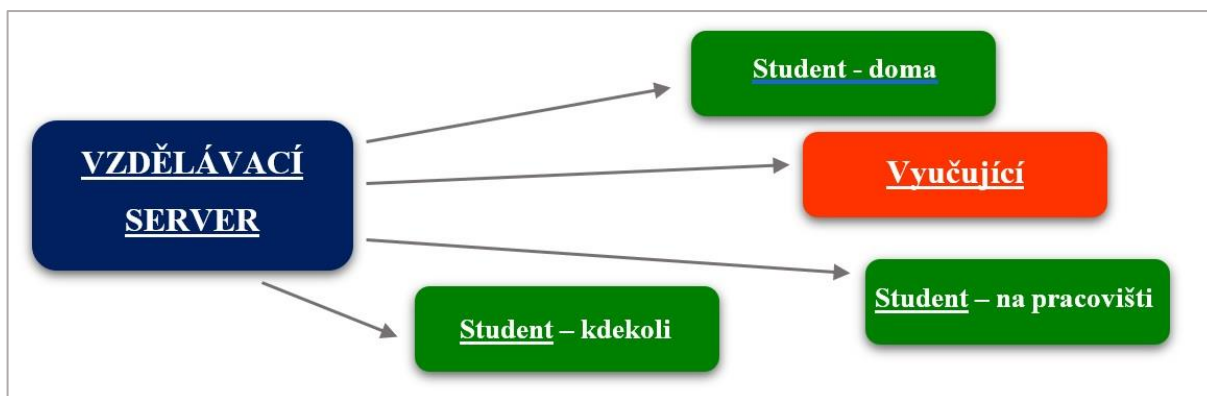 VZDĚLÁVACÍ
SERVER
Student - doma
Vyučující
Student – na pracovišti
Student – kdekoli